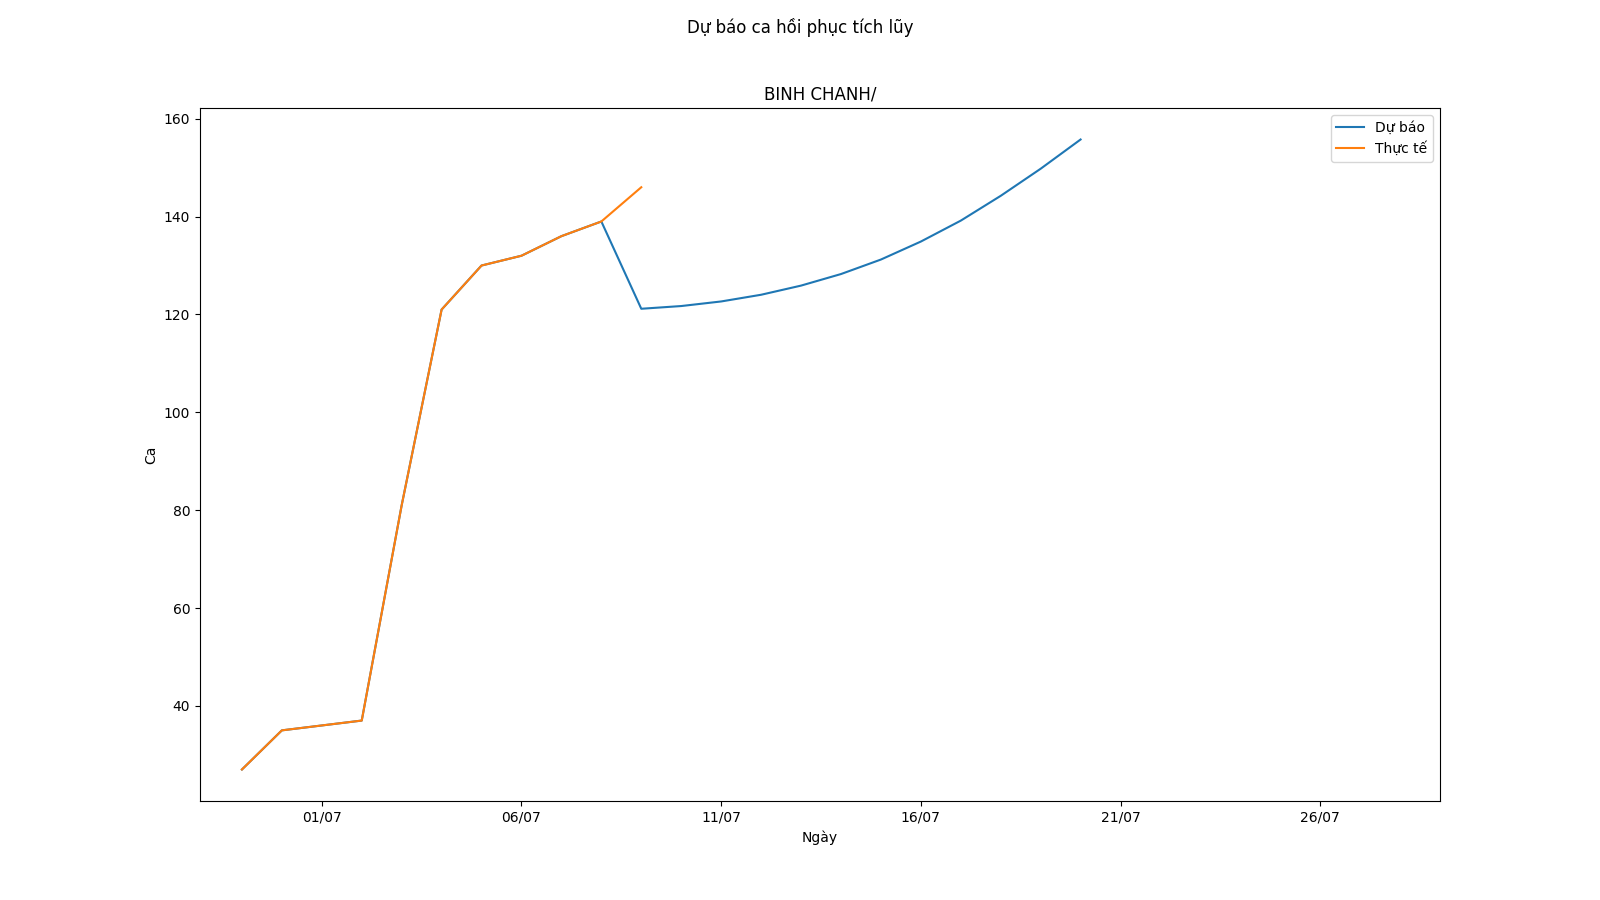 Dự báo ca hồi phục tích lũy
BINH CHANH/
160
140
120
100
80
60
40
Ca
Dự báo
Thực tế
01/07 06/07 11/07 16/07 21/07 26/07
Ngày